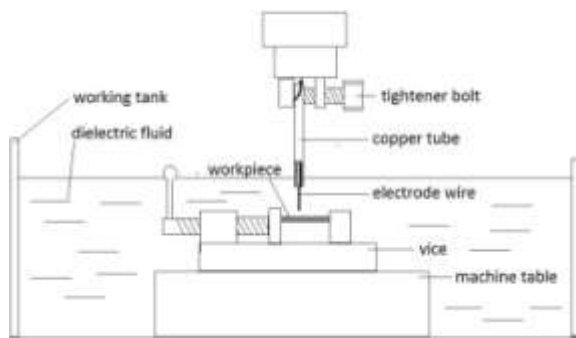 working tank
tightener bolt
dielectric fluid
copper tube
workpiece
electrode wire
vice
machine table